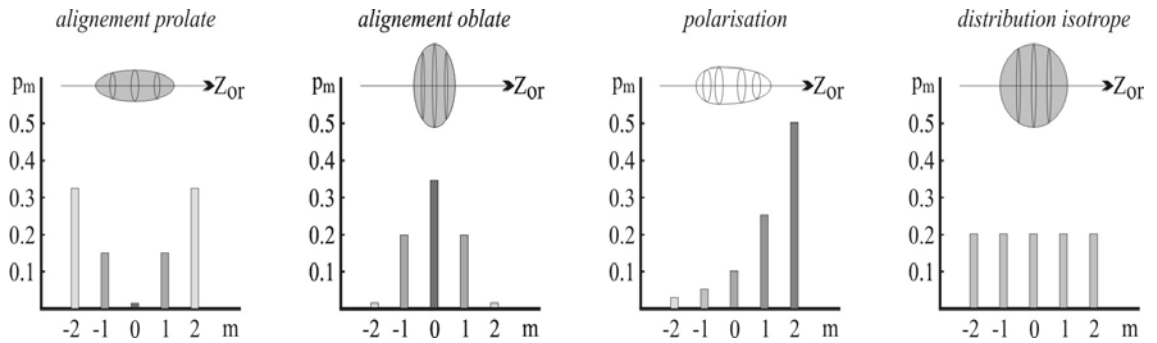 alignement prolate
alignement oblate
polarisation
distribution isotrope
pm Zor
0.5
0.4
0.3
0.2
0.1
-2 -1 0 1 2 m
pm Zor
0.5
0.4
0.3
0.2
0.1
-2 -1 0 1 2 m
pm Zor
0.5
0.4
0.3
0.2
0.1
-2 -1 0 1 2 m
pm Zor
0.5
0.4
0.3
0.2
0.1
-2 -1 0 1 2 m